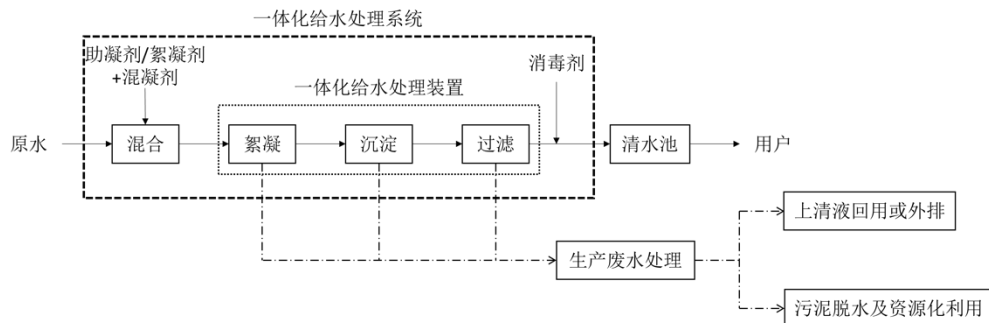 一体化给水处理系统
助凝剂/絮凝剂
+混凝剂
消毒剂
一体化给水处理装置
原水
混合
絮凝
沉淀
过滤
清水池
用户
上清液回用或外排
生产废水处理
污泥脱水及资源化利用